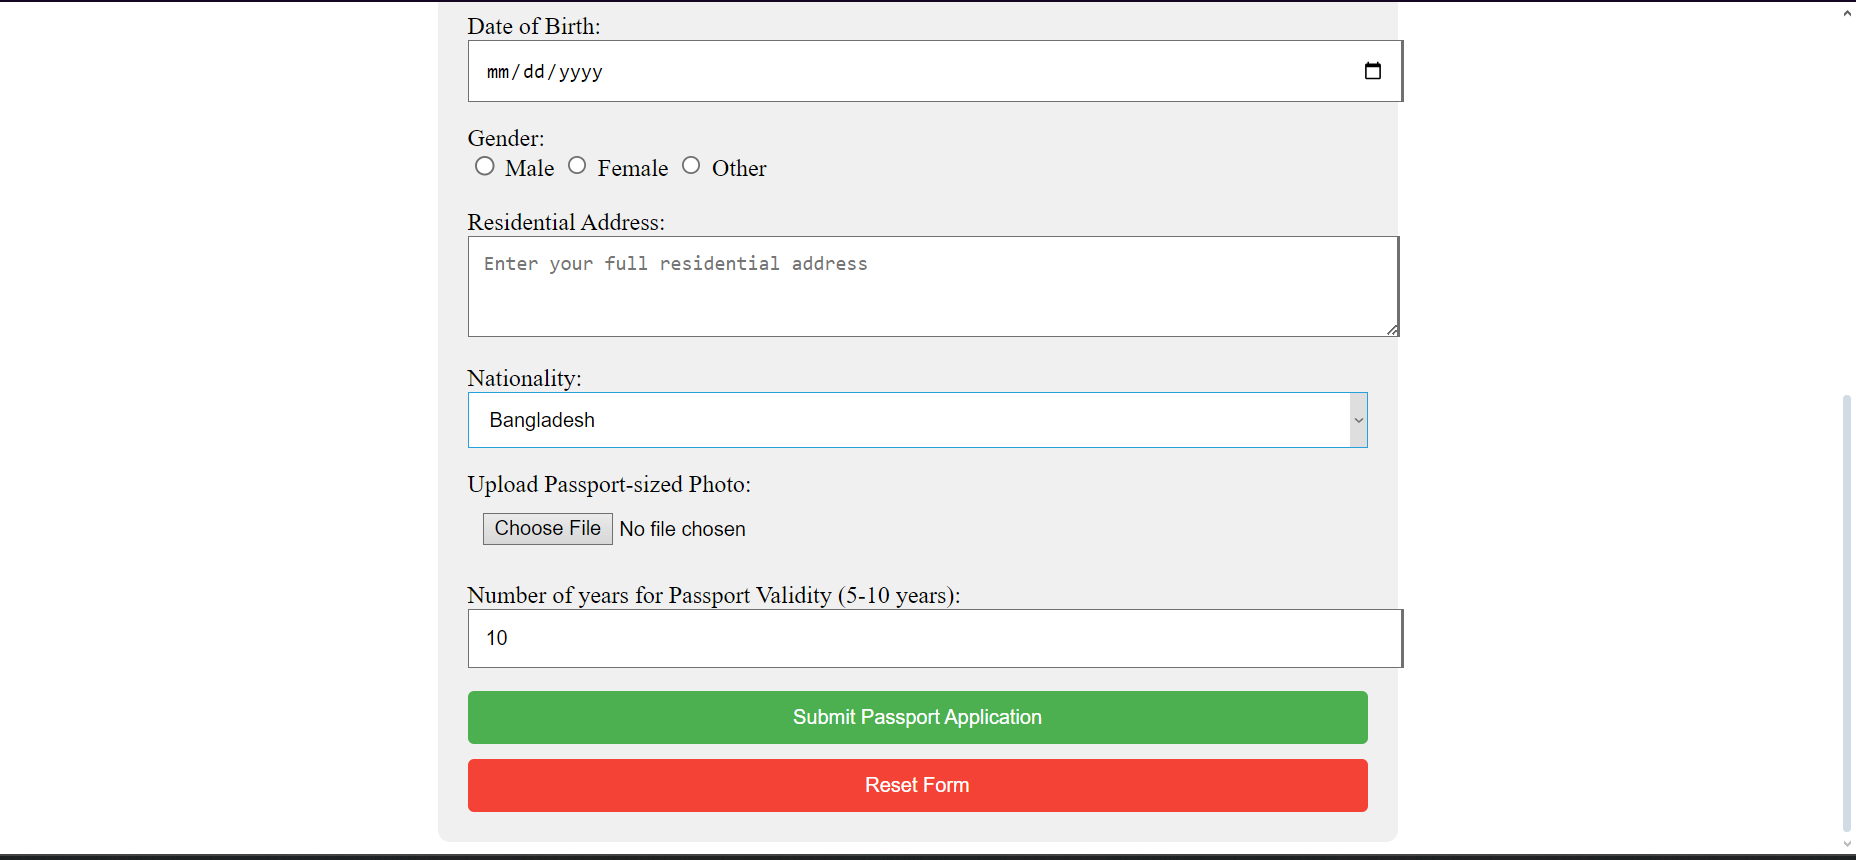 Date of Birth:
mm/dd/yyyy
Gender:
Male Female Other
Residential Address:
Enter your full residential address
Nationality:
Bangladesh
Upload Passport-sized Photo:
Choose File No file chosen
Number of years for Passport Validity (5-10 years):
10
Submit Passport Application
Reset Form